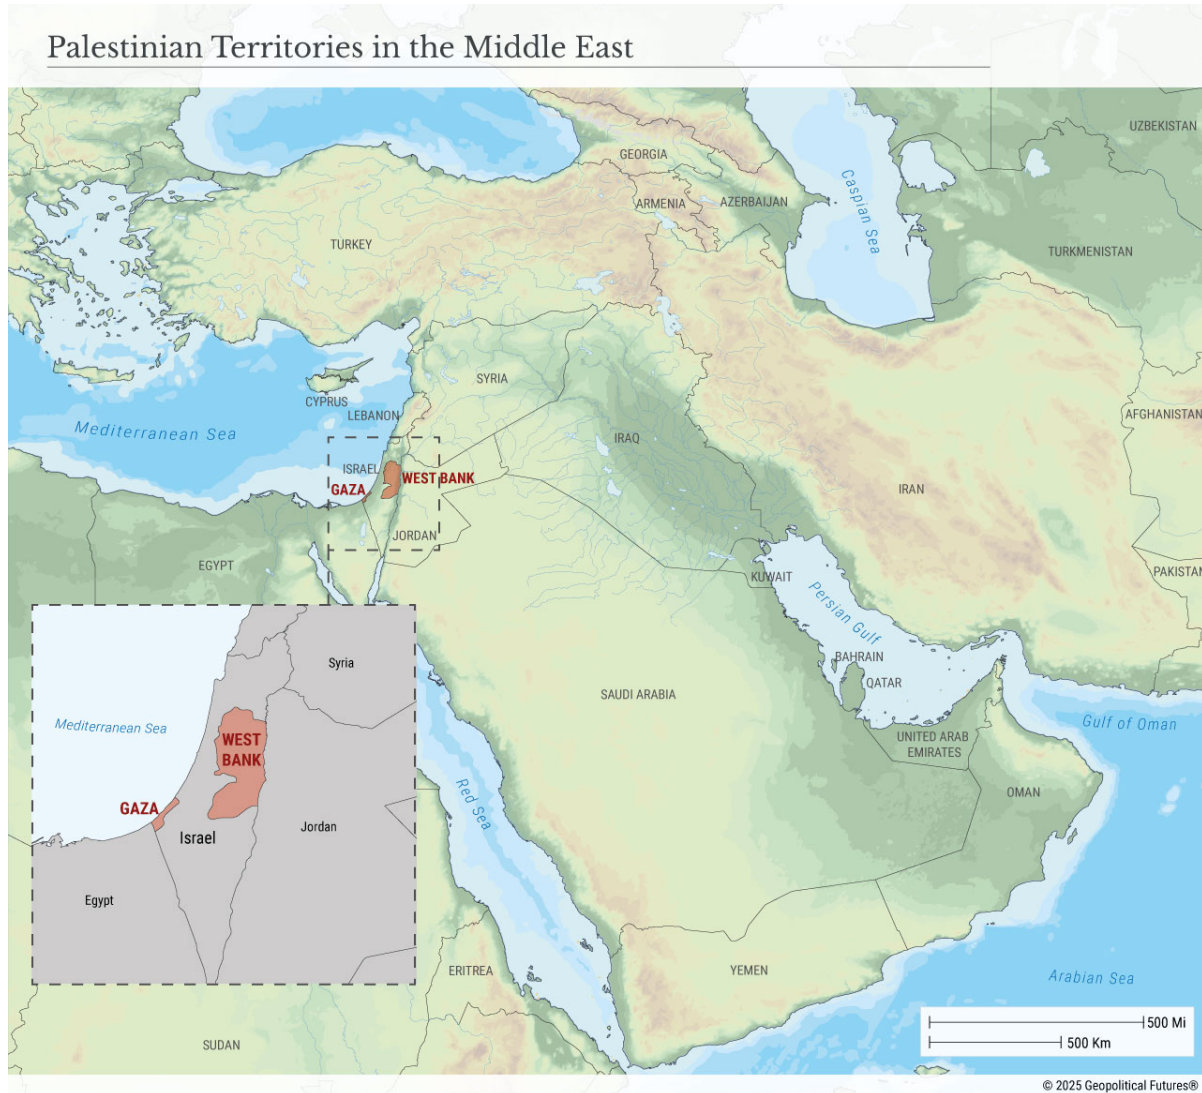 Palestinian Territories in the Middle East
UZBEKISTAN
GEORGIA
ARMENIA
AZERBAIJAN
Caspian Sea
TURKEY
TURKMENISTAN
SYRIA
CYPRUS
LEBANON
AFGHANISTAN
Mediterranean Sea
IRAQ
ISRAEL
WEST BANK
GAZA
IRAN
JORDAN
EGYPT
KUWAIT
PAKISTAN
Persian Gulf
BAHRAIN
QATAR
SAUDI ARABIA
Gulf of Oman
UNITED ARAB
EMIRATES
OMAN
Red Sea
Syria
Mediterranean Sea
WEST
BANK
GAZA
Israel
Jordan
Egypt
ERITREA
YEMEN
Arabian Sea
SUDAN
500 Mi
500 Km
© 2025 Geopolitical Futures®